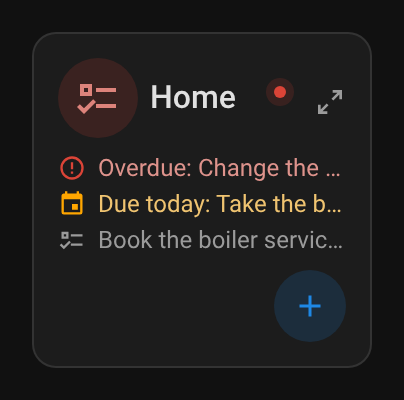 Home
Overdue: Change the ...
Due today: Take the b...
Book the boiler servic...